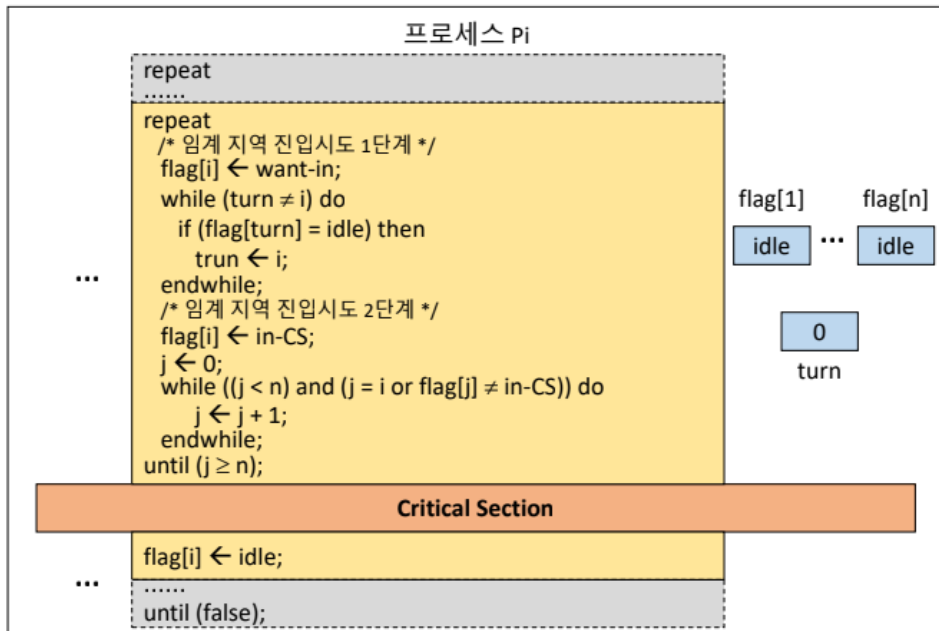 프로세스 Pi
repeat
......
repeat
/* 임계 지역 진입시도 1단계 */
flag[i] ← want-in;
while (turn ≠ i) do
if (flag[turn] = idle) then
trun ← i;
endwhile;
/* 임계 지역 진입시도 2단계 */
flag[i] ← in-CS;
j ← 0;
while ((j < n) and (j = i or flag[j] ≠ in-CS)) do
j ← j + 1;
endwhile;
until (j ≥ n);
Critical Section
flag[i] ← idle;
......
until (false);
...
...
flag[1] flag[n]
idle ... idle
0
turn